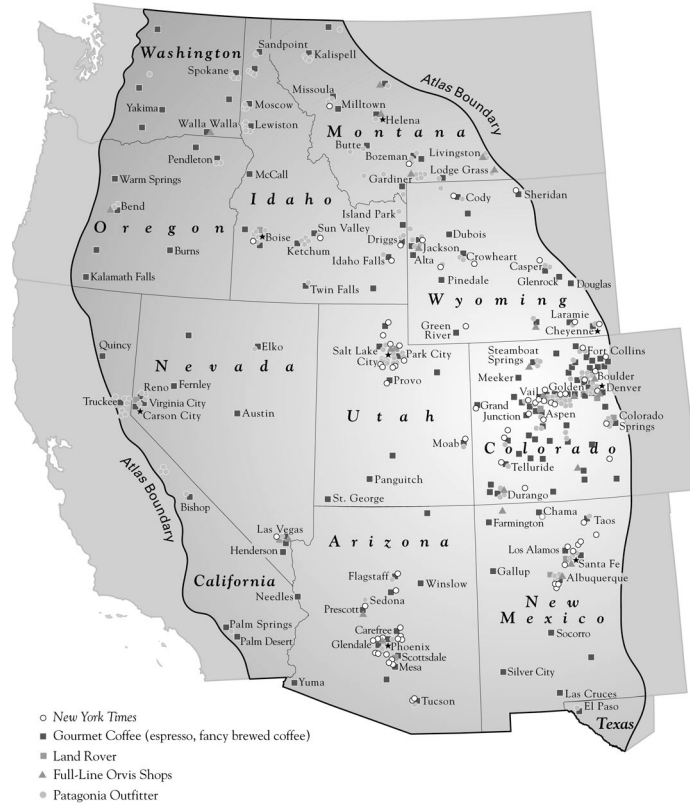 Washington
Sandpoint
Kalispell
Spokane
Atlas Boundary
Missoula
Milltown
Yakima
Moscow
Helena
Walla Walla
Lewiston
Montana
Butte
Pendleton
Bozeman
Livingston
McCall
Gardiner
Lodge Grass
Warm Springs
Idaho
Cody
Sheridan
Bend
Island Park
Oregon
Boise
Sun Valley
Dubois
Driggs
Jackson
Burns
Ketchum
Idaho Falls
Alta
Crowheart
Casper
Kalamath Falls
Pinedale
Glenrock
Douglas
Twin Falls
Wyoming
Laramie
Green
River
Cheyenne
Quincy
Elko
Salt Lake
City
Park City
Steamboat
Springs
Fort Collins
Nevada
Reno
Fernley
Provo
Meeker
Boulder
Golden
Denver
Vail
Truckee
Virginia City
Carson City
Austin
Utah
Grand
Junction
Aspen
Colorado
Springs
Moab
Colorado
Atlas Boundary
Telluride
Panguitch
Bishop
St. George
Durango
Las Vegas
Farmington
Chama
Taos
Henderson
Arizona
Los Alamos
California
Flagstaff
Winslow
Gallup
Santa Fe
Albuquerque
Needles
Sedona
Prescott
New
Mexico
Palm Springs
Carefree
Palm Desert
Glendale
Phoenix
Socorro
Scottsdale
Mesa
Yuma
Silver City
Tucson
Las Cruces
El Paso
Texas
New York Times
Gourmet Coffee (espresso, fancy brewed coffee)
Land Rover
Full-Line Orvis Shops
Patagonia Outfitter